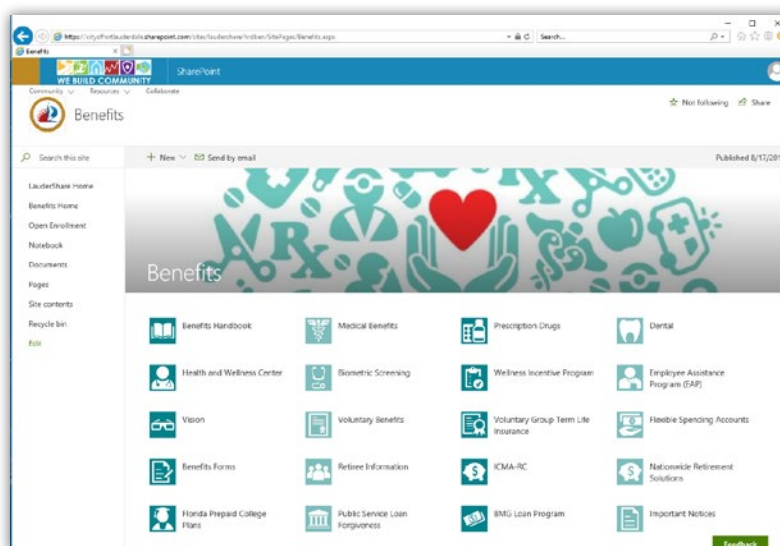 Benefits
Search...
WE BUILD COMMUNITY
SharePoint
Community Resources Collaborate
Benefits
Not following Share
Search this site
+ New Send by email
LauderShare Home
Benefits Home
Open Enrollment
Notebook
Documents
Pages
Site contents
Recycle bin
Edit
Rx
RX
Benefits
Benefits Handbook
Medical Benefits
Prescription Drugs
Dental
Health and Wellness Center
Biometric Screening
Wellness Incentive Program
Employee Assistance
Program (EAP)
Vision
Voluntary Benefits
Voluntary Group Term Life
Insurance
Flexible Spending Accounts
Benefits Forms
Retiree Information
ICMA-RC
Nationwide Retirement
Solutions
Florida Prepaid College
Plans
Public Service Loan
Forgiveness
BMG Loan Program
Important Notices
Feedback